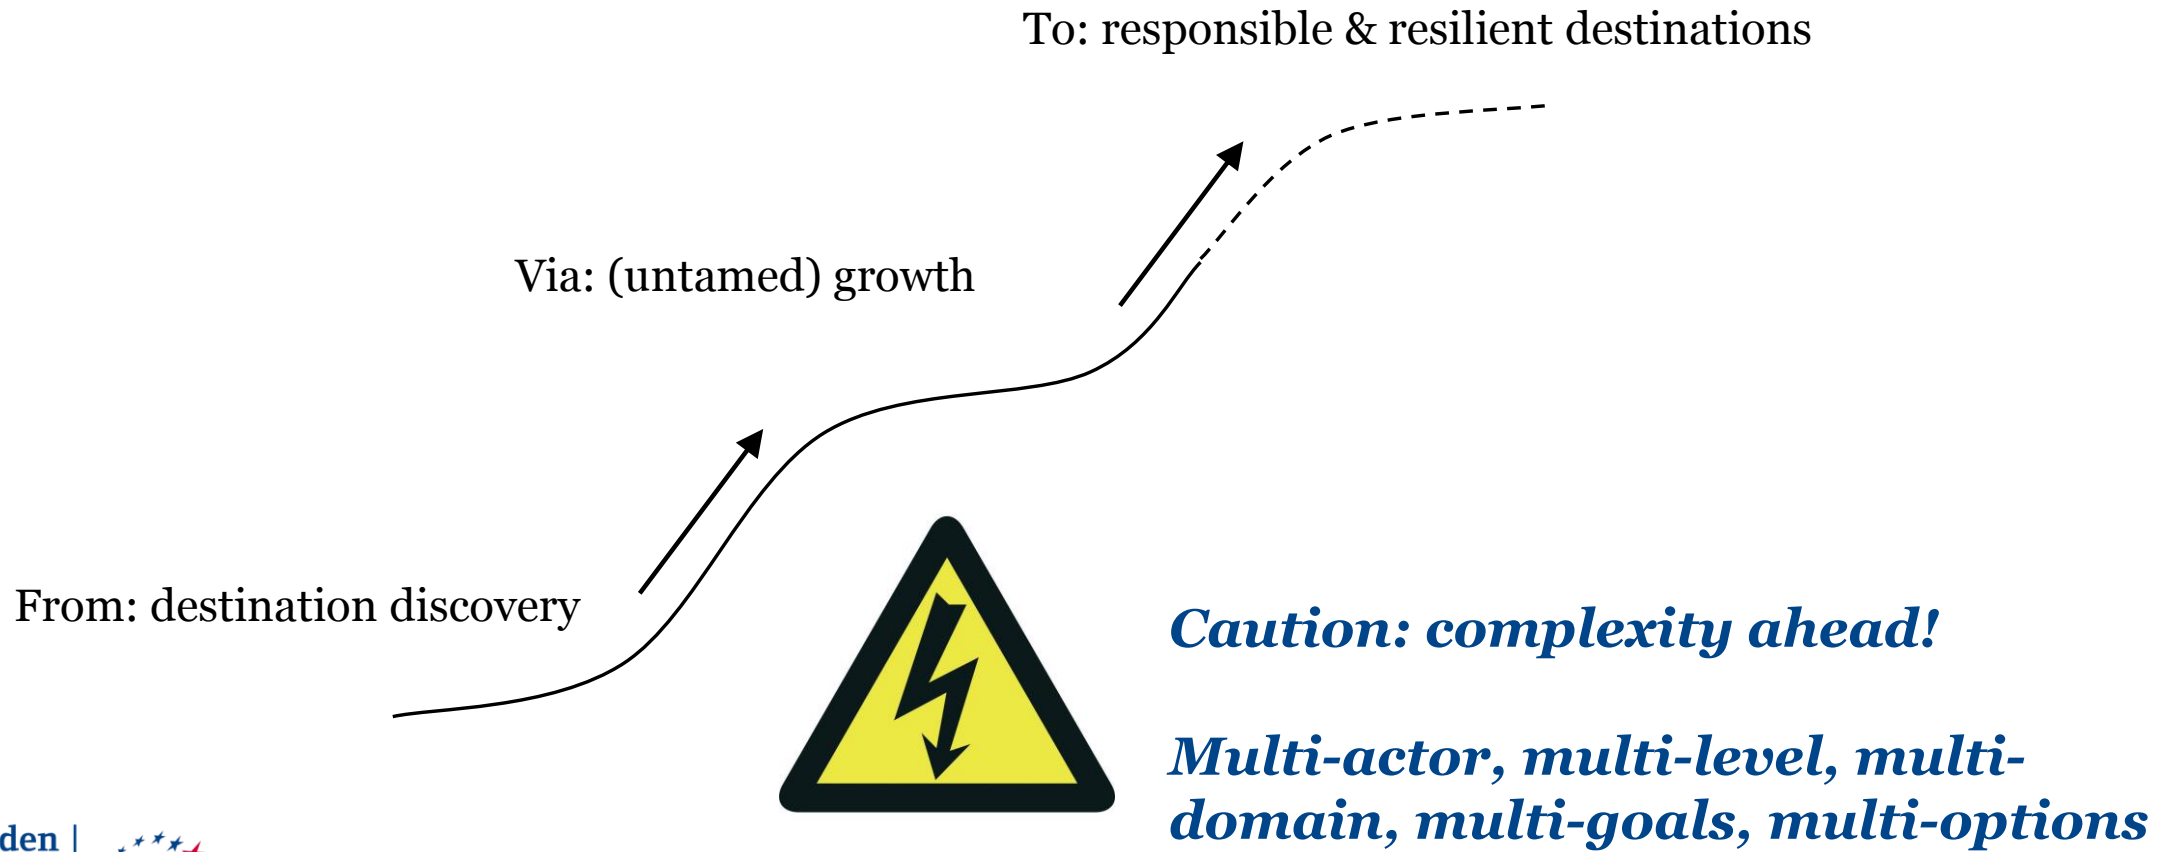 To: responsible & resilient destinations
Via: (untamed) growth
From: destination discovery
Caution: complexity ahead!
Multi-actor, multi-level, multi-
domain, multi-goals, multi-options
den |